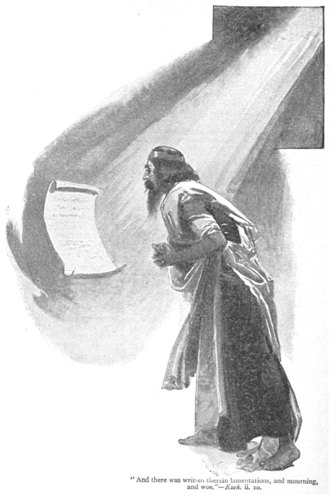 "And there was written therein lamentations, and mourning,
and woe."—Ezek. ii. 10.